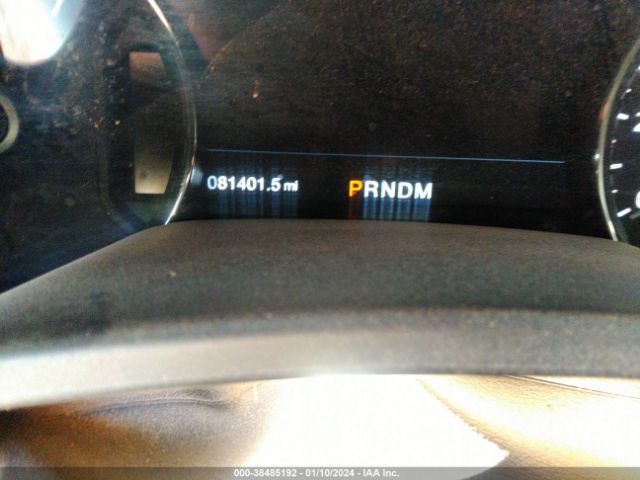 081401.5 mi PRNDM
000-38485192 - 01/10/2024 - IAA Inc.